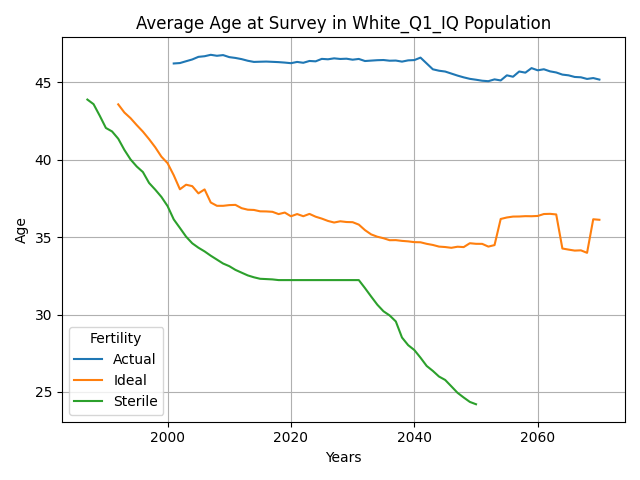 Average Age at Survey in White_Q1_IQ Population
Age
45
40
35
30
25
Fertility
Actual
Ideal
Sterile
2000
2020
2040
2060
Years